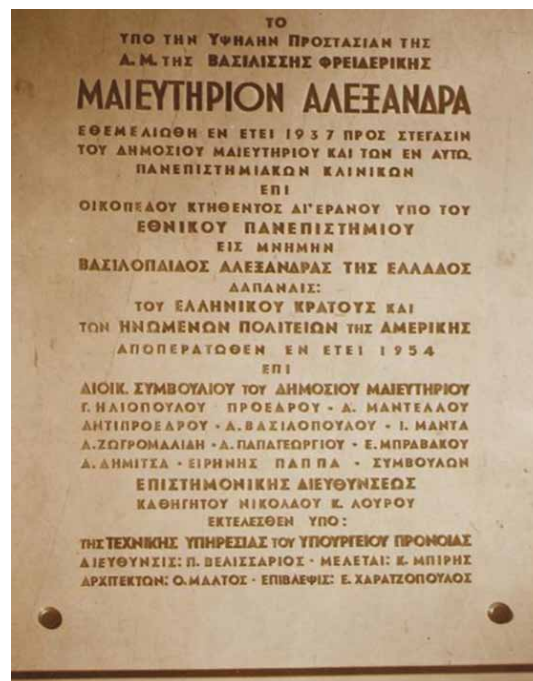 ΤΟ
ΥΠΟ ΤΗΝ ΥΨΗΛΗΝ ΠΡΟΣΤΑΣΙΑΝ ΤΗΣ
Α.Μ. ΤΗΣ ΒΑΣΙΛΙΣΣΗΣ ΦΡΕΙΔΕΡΙΚΗΣ
ΜΑΙΕΥΤΗΡΙΟΝ ΑΛΕΞΑΝΔΡΑ
ΕΘΕΜΕΛΙΩΘΗ ΕΝ ΕΤΕΙ 1937 ΠΡΟΣ ΣΤΕΓΑΣΙΝ
ΤΟΥ ΔΗΜΟΣΙΟΥ ΜΑΙΕΥΤΗΡΙΟΥ ΚΑΙ ΤΩΝ ΕΝ ΑΥΤΩ,
ΠΑΝΕΠΙΣΤΗΜΙΑΚΩΝ ΚΛΙΝΙΚΩΝ
ΕΠΙ
ΟΙΚΟΠΕΔΟΥ ΚΤΗΘΕΝΤΟΣ ΔΙ'ΕΡΑΝΟΥ ΥΠΟ ΤΟΥ
ΕΘΝΙΚΟΥ ΠΑΝΕΠΙΣΤΗΜΙΟΥ
ΕΙΣ ΜΝΗΜΗΝ
ΒΑΣΙΛΟΠΑΙΔΟΣ ΑΛΕΞΑΝΔΡΑΣ ΤΗΣ ΕΛΛΑΔΟΣ
ΔΑΠΑΝΑΙΣ:
ΤΟΥ ΕΛΛΗΝΙΚΟΥ ΚΡΑΤΟΥΣ ΚΑΙ
ΤΩΝ ΗΝΩΜΕΝΩΝ ΠΟΛΙΤΕΙΩΝ ΤΗΣ ΑΜΕΡΙΚΗΣ
ΑΠΟΠΕΡΑΤΩΘΕΝ ΕΝ ΕΤΕΙ 1954
ΕΠΙ
ΔΙΟΙΚ. ΣΥΜΒΟΥΛΙΟΥ ΤΟΥ ΔΗΜΟΣΙΟΥ ΜΑΙΕΥΤΗΡΙΟΥ
Γ. ΗΛΙΟΠΟΥΛΟΥ ΠΡΟΕΔΡΟΥ - Α. ΜΑΝΤΕΛΛΟΥ
ΑΝΤΙΠΡΟΕΔΡΟΥ - Α. ΒΑΣΙΛΟΠΟΥΛΟΥ - Ι. ΜΑΝΤΑ
Α. ΖΩΓΡΟΜΑΛΙΔΗ - Δ. ΠΑΠΑΓΕΩΡΓΙΟΥ - Ε. ΜΠΡΑΒΑΚΟΥ
Δ. ΔΗΜΙΤΣΑ - ΕΙΡΗΝΗΣ ΠΑΠΠΑ - ΣΥΜΒΟΥΛΩΝ
ΕΠΙΣΤΗΜΟΝΙΚΗΣ ΔΙΕΥΘΥΝΣΕΩΣ
ΚΑΘΗΓΗΤΟΥ ΝΙΚΟΛΑΟΥ Κ. ΛΟΥΡΟΥ
ΕΚΤΕΛΕΣΘΕΝ ΥΠΟ:
ΤΗΣ ΤΕΧΝΙΚΗΣ ΥΠΗΡΕΣΙΑΣ ΤΟΥ ΥΠΟΥΡΓΕΙΟΥ ΠΡΟΝΟΙΑΣ
ΔΙΕΥΘΥΝΣΙΣ: Π. ΒΕΛΙΣΣΑΡΙΟΣ - ΜΕΛΕΤΑΙ: Κ. ΜΠΙΡΗΣ
ΑΡΧΙΤΕΚΤΩΝ: Ο. ΜΑΛΤΟΣ - ΕΠΙΒΛΕΨΙΣ: Ε. ΧΑΡΑΤΖΟΠΟΥΛΟΣ